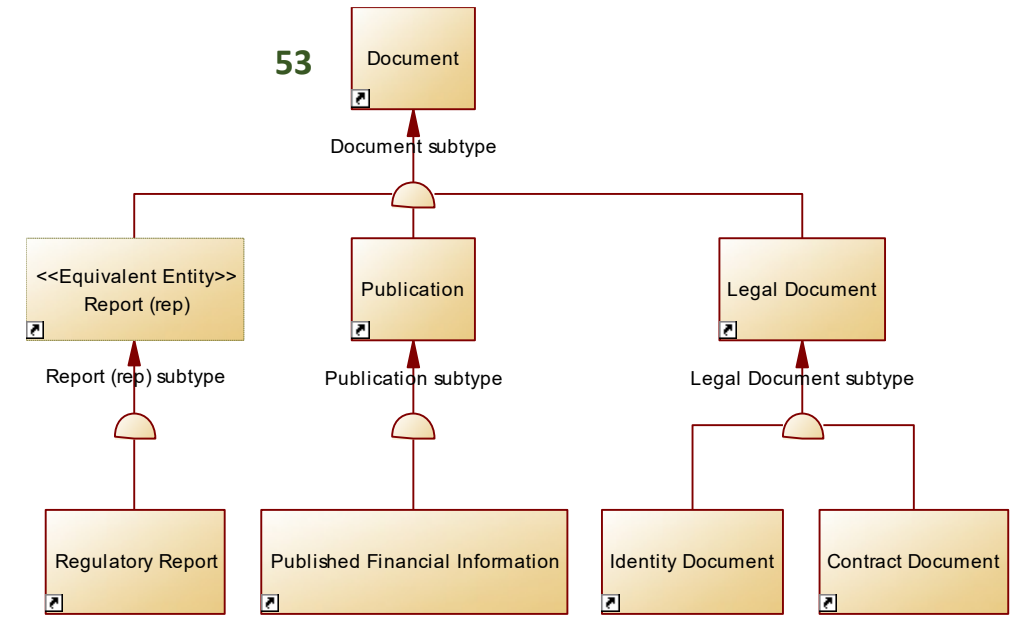 53
Document
Document subtype
<<Equivalent Entity>>
Report (rep)
Publication
Legal Document
Report (rep) subtype
Publication subtype
Legal Document subtype
Regulatory Report
Published Financial Information
Identity Document
Contract Document